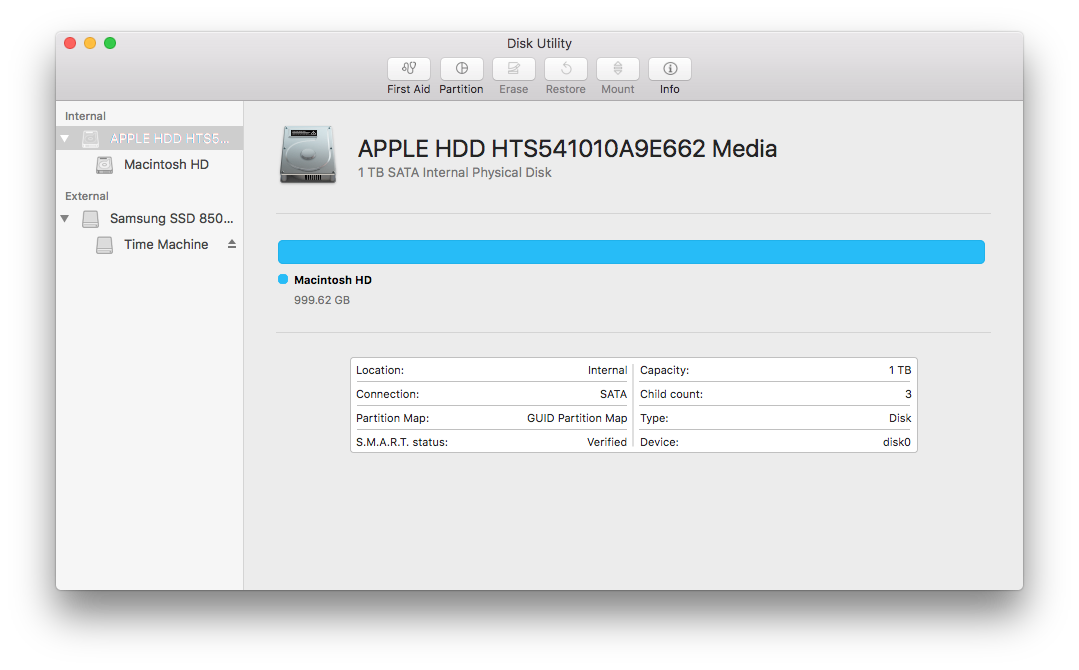 Disk Utility
First Aid Partition Erase Restore Mount Info
Internal
APPLE HDD HTS5...
Macintosh HD
External
Samsung SSD 850...
Time Machine
APPLE HDD HTS541010A9E662 Media
1 TB SATA Internal Physical Disk
Macintosh HD
999.62 GB
Location: Internal
Connection: SATA
Partition Map: GUID Partition Map
S.M.A.R.T. status: Verified
Capacity: 1 TB
Child count: 3
Type: Disk
Device: disk0